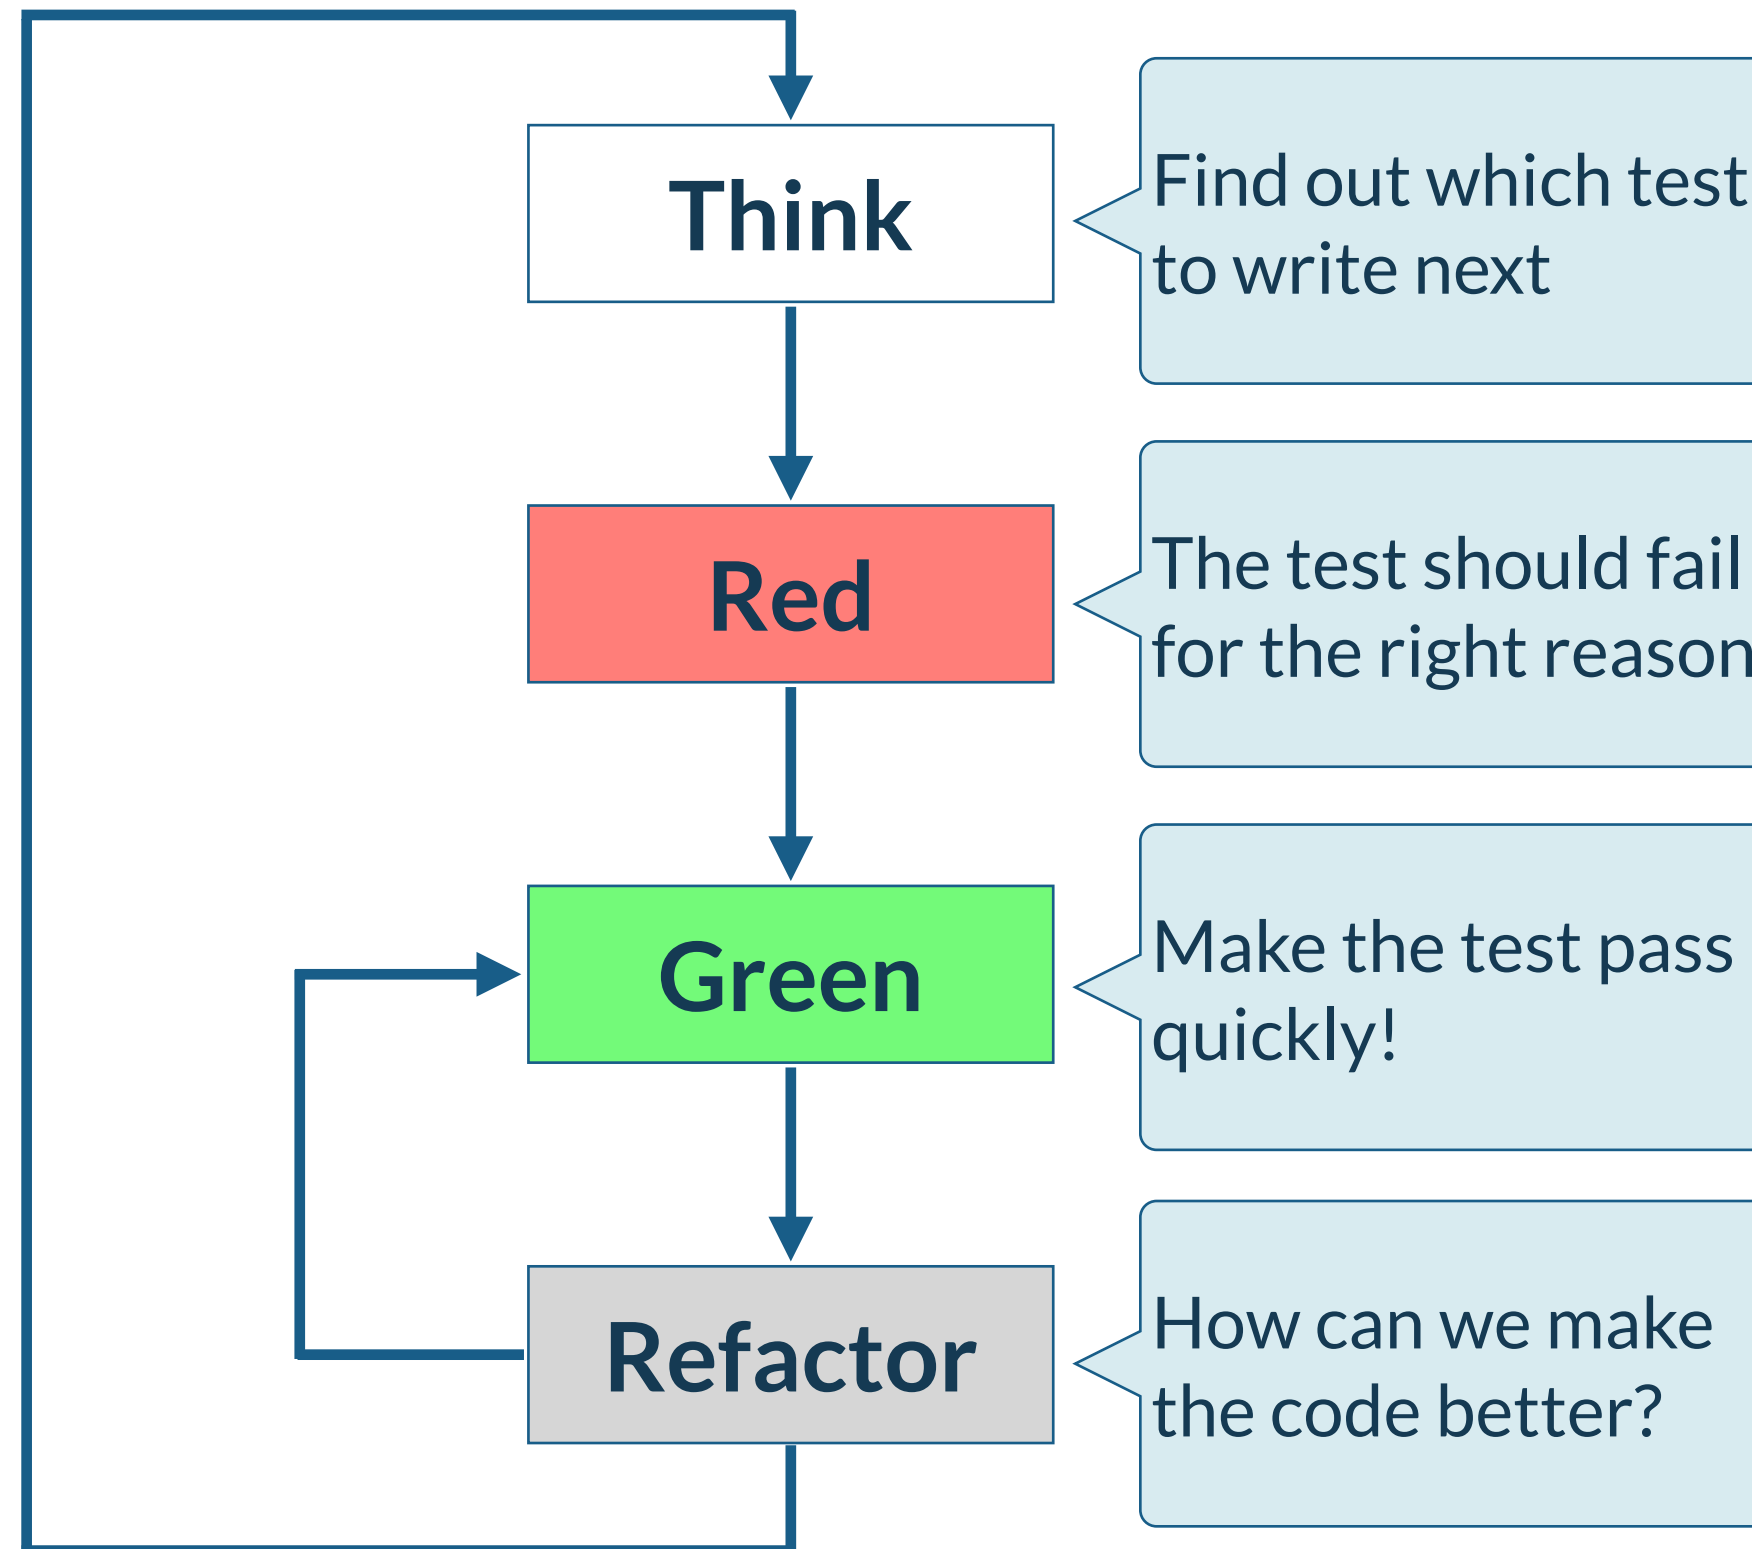 Think
Find out which test
to write next
Red
The test should fail
for the right reason
Green
Make the test pass
quickly!
Refactor
How can we make
the code better?